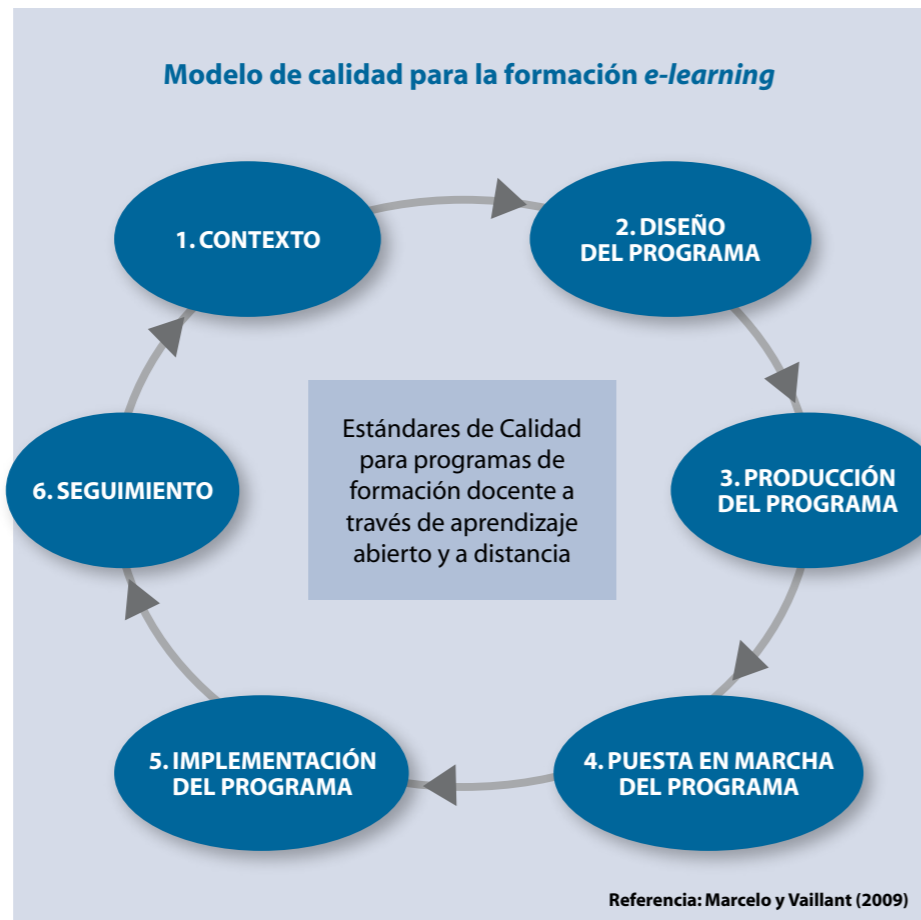 Modelo de calidad para la formación e-learning
1. CONTEXTO
2. DISEÑO
DEL PROGRAMA
3. PRODUCCIÓN
DEL PROGRAMA
4. PUESTA EN MARCHA
DEL PROGRAMA
5. IMPLEMENTACIÓN
DEL PROGRAMA
6. SEGUIMIENTO
Estándares de Calidad
para programas de
formación docente a
través de aprendizaje
abierto y a distancia
Referencia: Marcelo y Vaillant (2009)